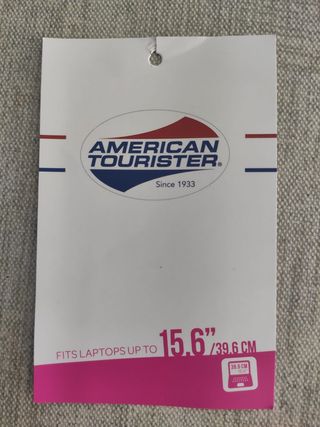 AMERICAN
TOURISTER®
Since 1933
FITS LAPTOPS UP TO 15.6"/39.6 CM
39.6 CM